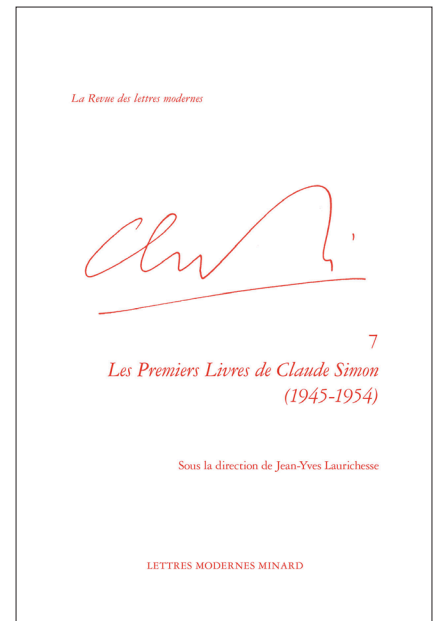 La Revue des lettres modernes
7
Les Premiers Livres de Claude Simon
(1945-1954)
Sous la direction de Jean-Yves Laurichesse
LETTRES MODERNES MINARD